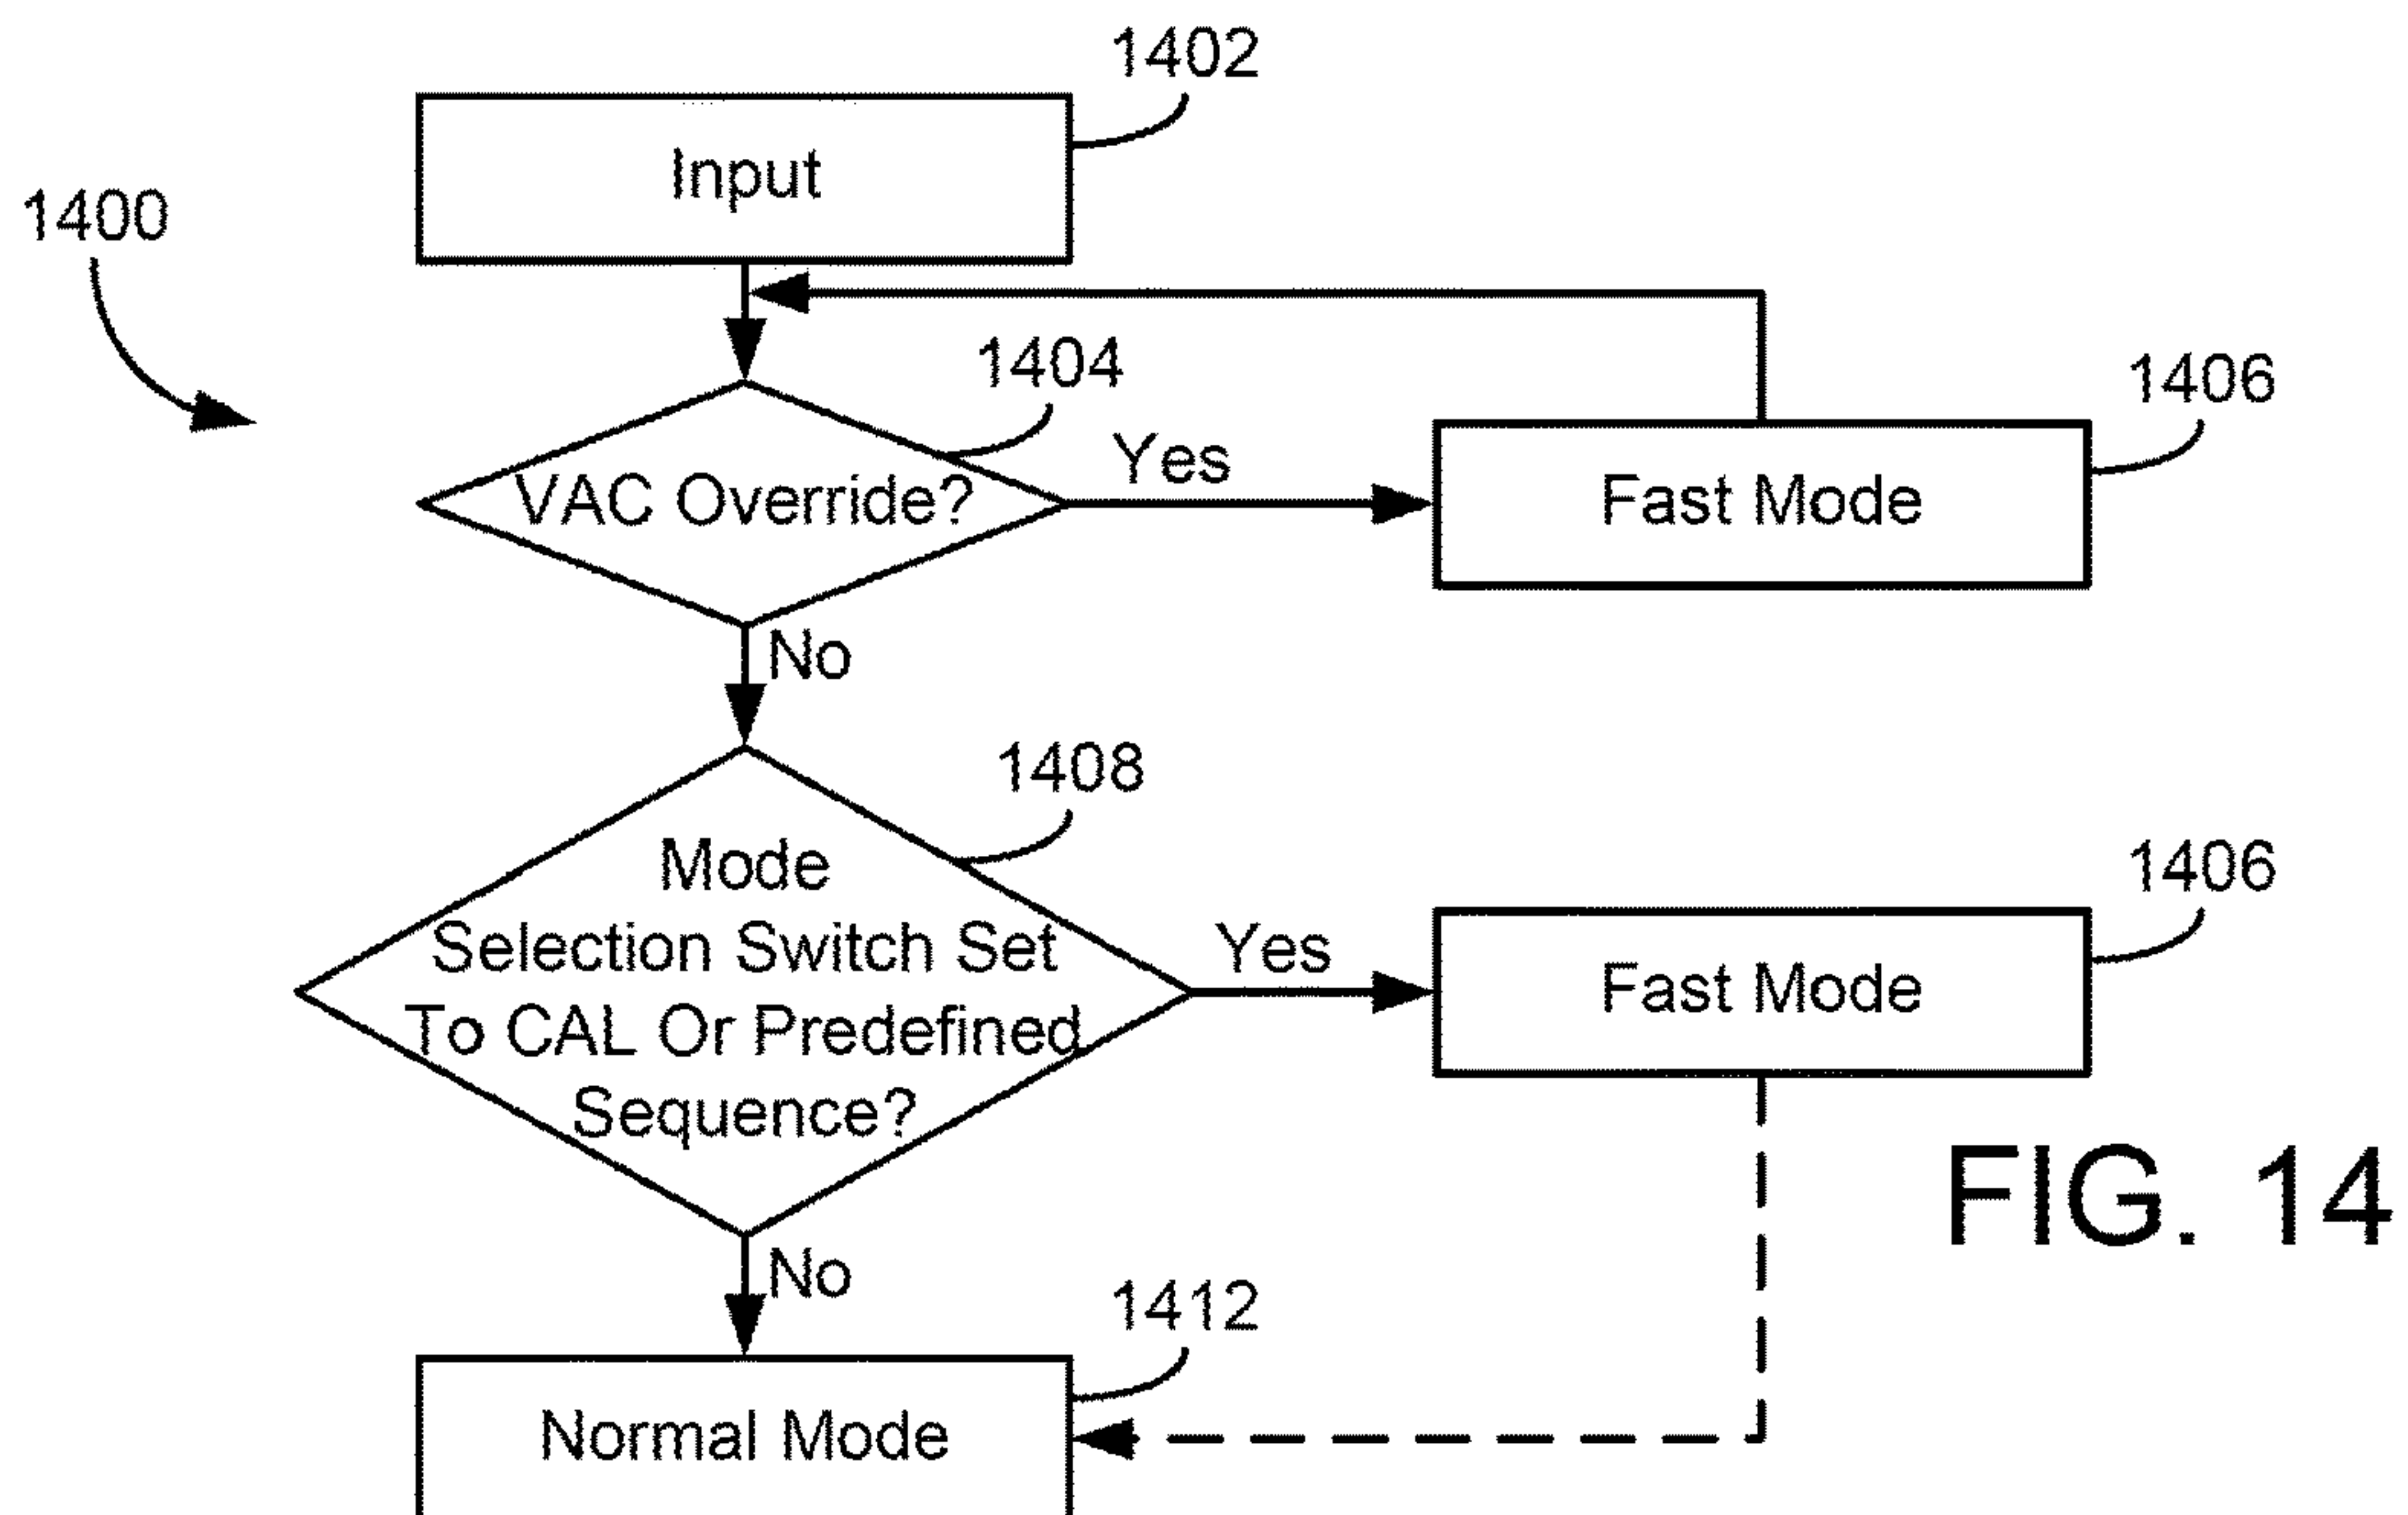 1402
Input
1400
1404
1406
VAC Override?
Yes
Fast Mode
No
1408
1406
Mode
Selection Switch Set
To CAL Or Predefined
Sequence?
Yes
Fast Mode
FIG. 14
No
1412
Normal Mode